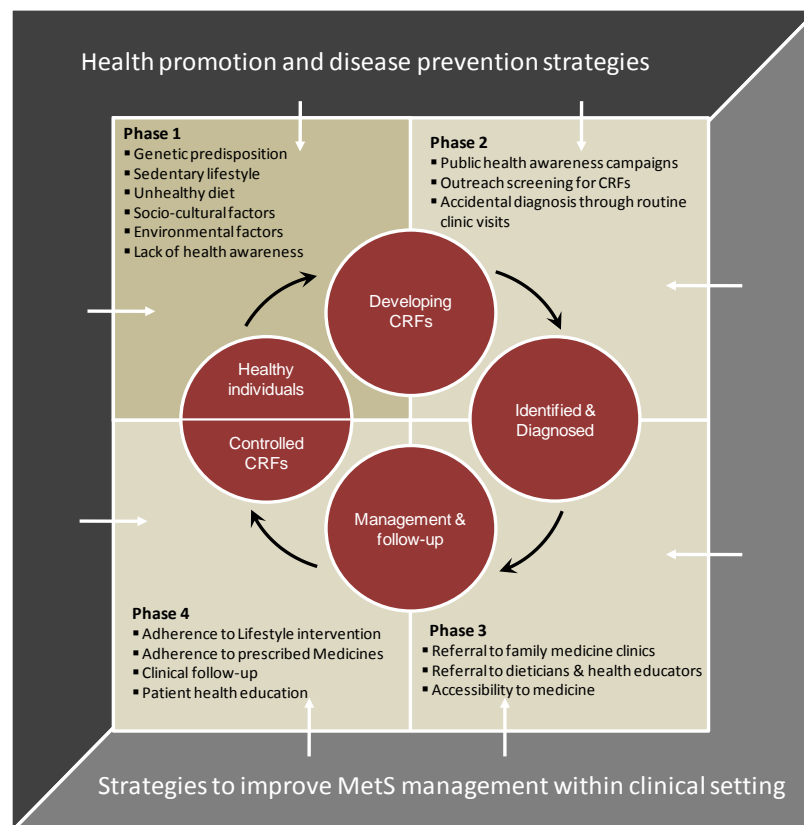 Health promotion and disease prevention strategies
Phase 1
▪ Genetic predisposition
▪ Sedentary lifestyle
▪ Unhealthy diet
▪ Socio-cultural factors
▪ Environmental factors
▪ Lack of health awareness
Phase 2
▪ Public health awareness campaigns
▪ Outreach screening for CRFs
▪ Accidental diagnosis through routine
clinic visits
Developing
CRFs
Healthy
individuals
Controlled
CRFs
Identified &
Diagnosed
Management &
follow-up
Phase 4
▪ Adherence to Lifestyle intervention
▪ Adherence to prescribed Medicines
▪ Clinical follow-up
▪ Patient health education
Phase 3
▪ Referral to family medicine clinics
▪ Referral to dieticians & health educators
▪ Accessibility to medicine
Strategies to improve MetS management within clinical setting